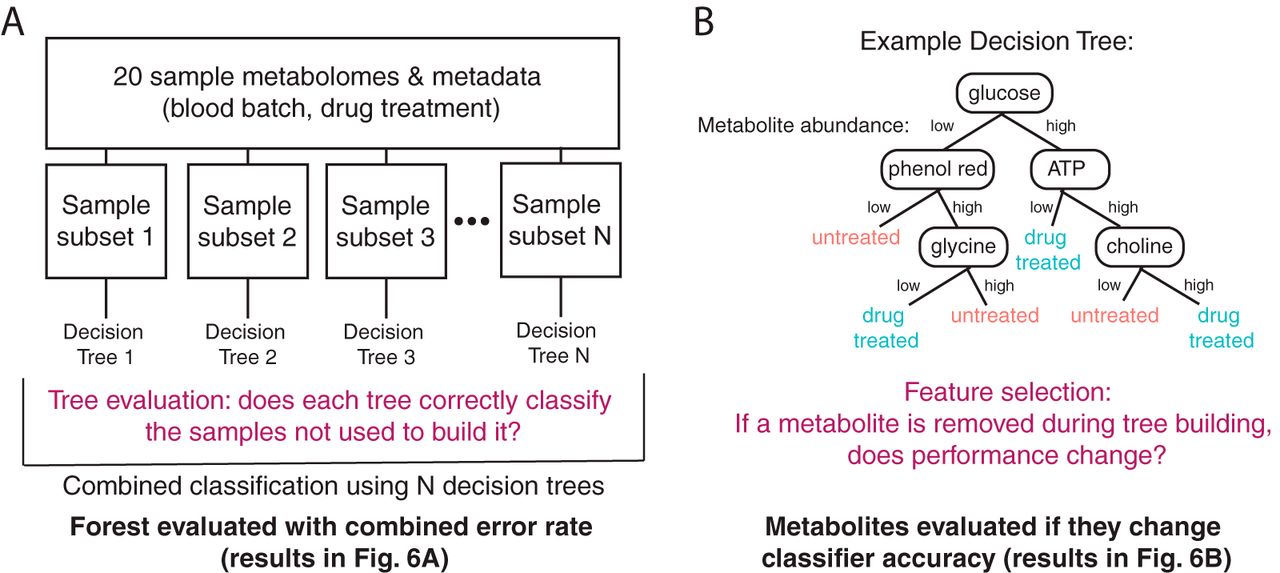 A
20 sample metabolomes & metadata
(blood batch, drug treatment)
Sample
subset 1
Sample
subset 2
Sample
subset 3
•••
Sample
subset N
Decision
Tree 1
Decision
Tree 2
Decision
Tree 3
Decision
Tree N
Tree evaluation: does each tree correctly classify
the samples not used to build it?
Combined classification using N decision trees
Forest evaluated with combined error rate
(results in Fig. 6A)
B
Example Decision Tree:
glucose
Metabolite abundance:
low
high
phenol red
ATP
low
high
low
high
untreated
glycine
drug
treated
choline
low
high
low
high
drug
treated
untreated
untreated
drug
treated
Feature selection:
If a metabolite is removed during tree building,
does performance change?
Metabolites evaluated if they change
classifier accuracy (results in Fig. 6B)